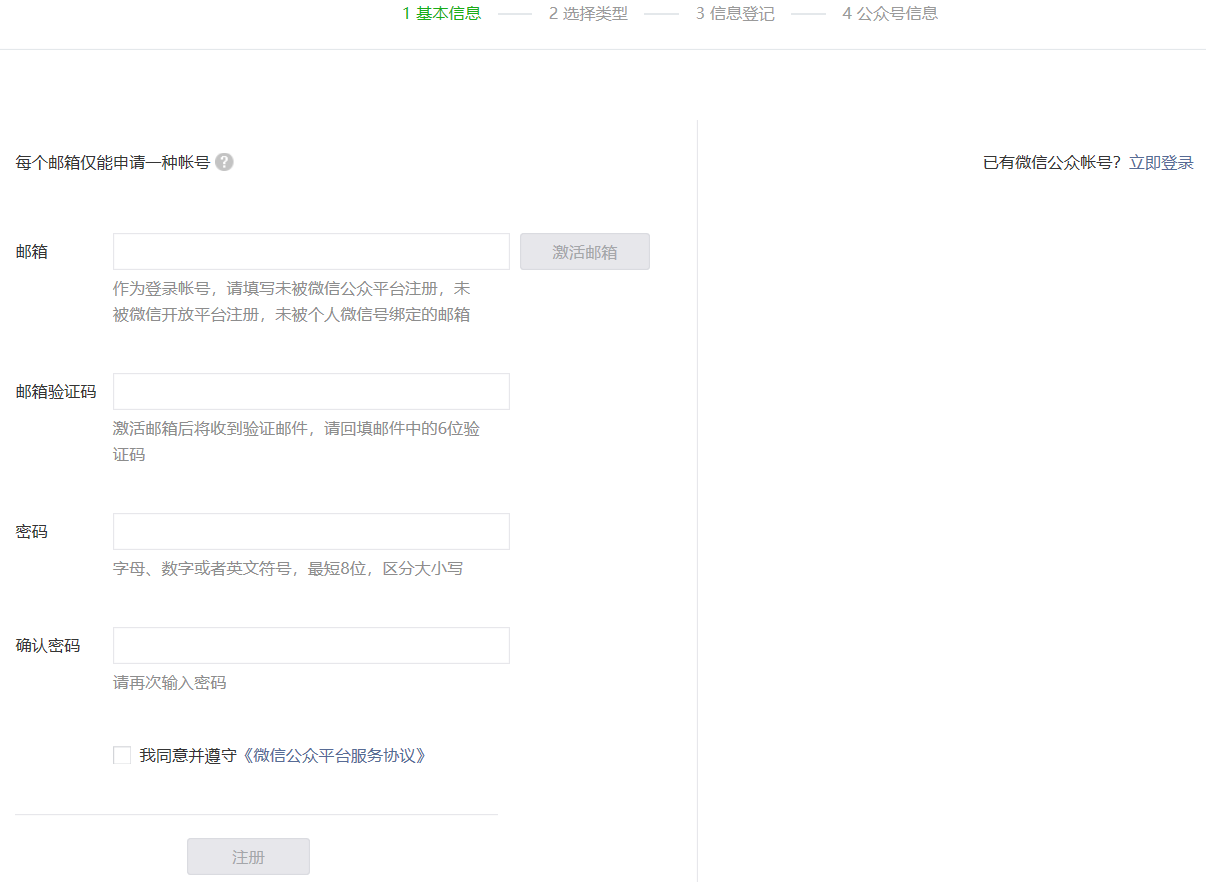 1 基本信息 2 选择类型 3 信息登记 4 公众号信息
每个邮箱仅能申请一种帐号 ?
已有微信公众帐号？立即登录
邮箱 激活邮箱
作为登录帐号，请填写未被微信公众平台注册，未
被微信开放平台注册，未被个人微信号绑定的邮箱
邮箱验证码
激活邮箱后将收到验证邮件，请回填邮件中的6位验
证码
密码
字母、数字或者英文符号，最短8位，区分大小写
确认密码
请再次输入密码
我同意并遵守《微信公众平台服务协议》
注册